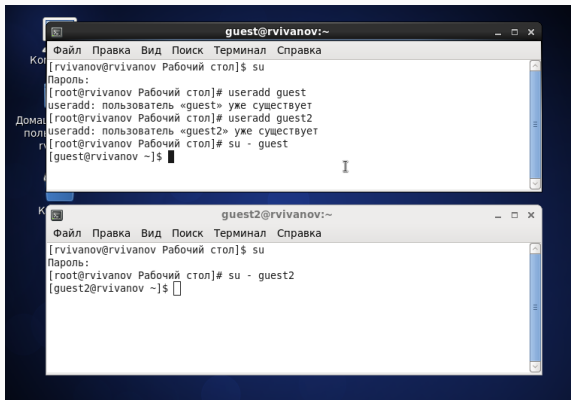 guest@rvivanov:~
Файл Правка Вид Поиск Терминал Справка
[rvivanov@rvivanov Рабочий стол]$ su
Пароль:
[root@rvivanov Рабочий стол]# useradd guest
useradd: пользователь «guest» уже существует
[root@rvivanov Рабочий стол]# useradd guest2
useradd: пользователь «guest2» уже существует
[root@rvivanov Рабочий стол]# su - guest
[guest@rvivanov ~]$
guest2@rvivanov:~
Файл Правка Вид Поиск Терминал Справка
[rvivanov@rvivanov Рабочий стол]$ su
Пароль:
[root@rvivanov Рабочий стол]# su - guest2
[guest2@rvivanov ~]$